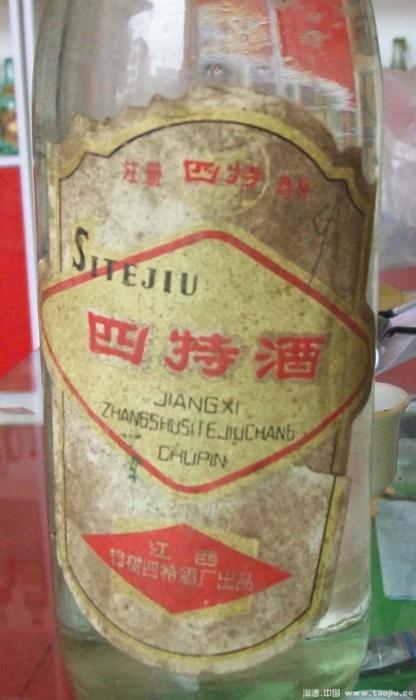 注册 四特 商标
SITEJIU
四特酒
JIANGXI
ZHANGSHUSITEJIUCHANG
CHUPIN
江西
樟树四特酒厂出品
淘酒.中国 www.taojiu.cc